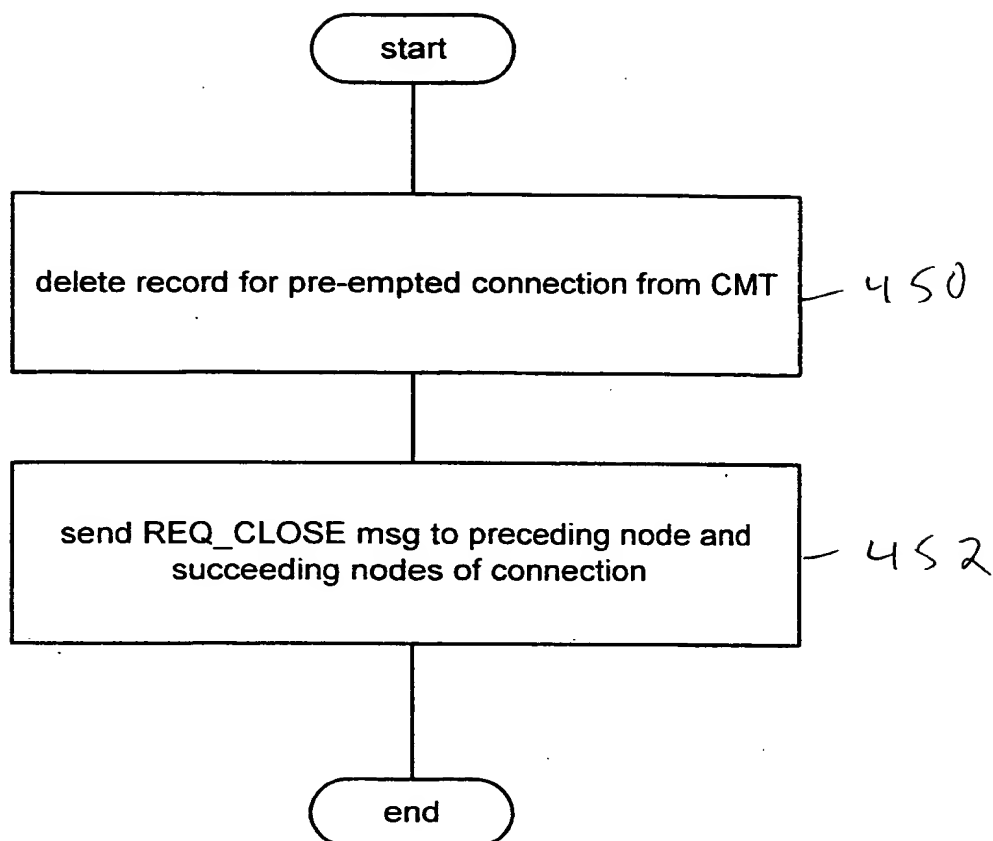 start
delete record for pre-empted connection from CMT
450
send REQ_CLOSE msg to preceding node and
succeeding nodes of connection
452
end